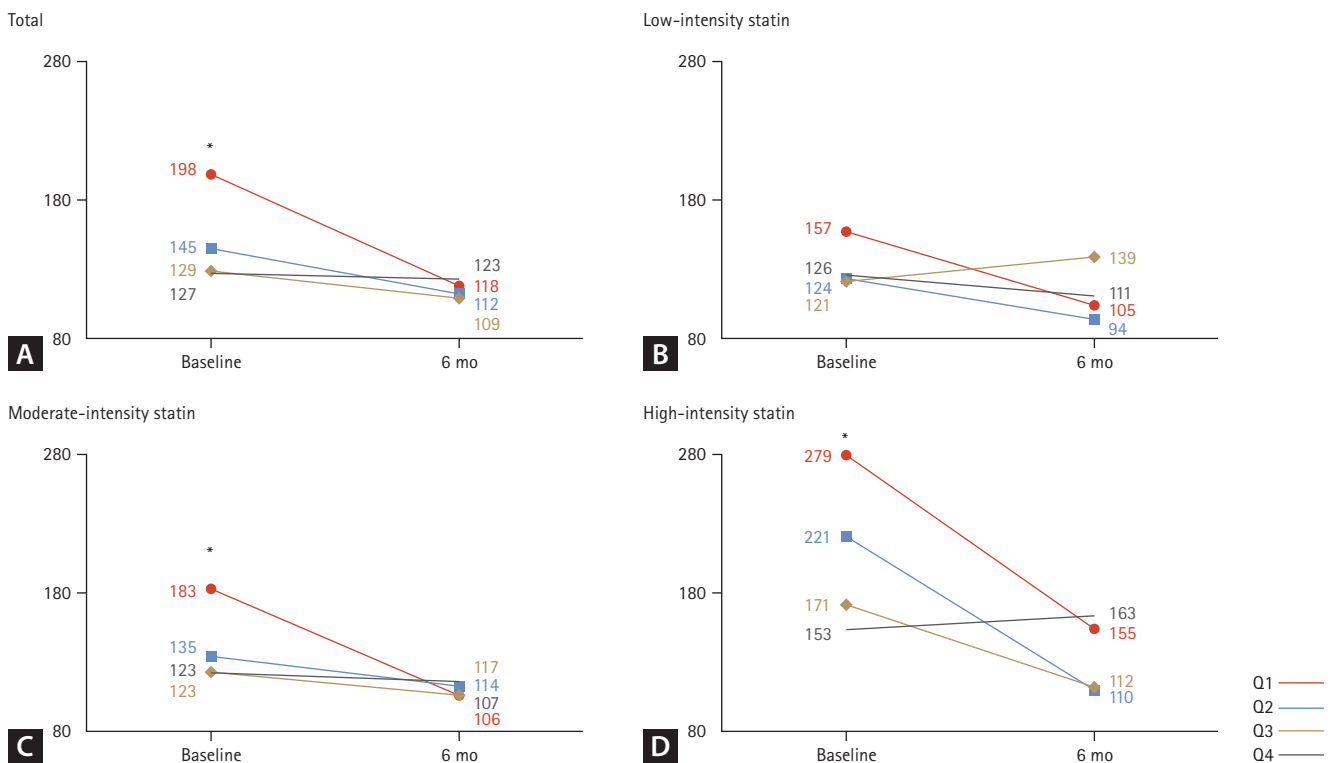 Total
280
180
80
*
198
145
129
127
123
118
112
109
Baseline
6 mo
A
Low-intensity statin
280
180
80
157
126
124
121
139
111
105
94
Baseline
6 mo
B
Moderate-intensity statin
280
180
80
*
183
135
123
123
117
114
107
106
Baseline
6 mo
C
High-intensity statin
280
180
80
*
279
221
171
153
163
155
112
110
Baseline
6 mo
D
Q1
Q2
Q3
Q4